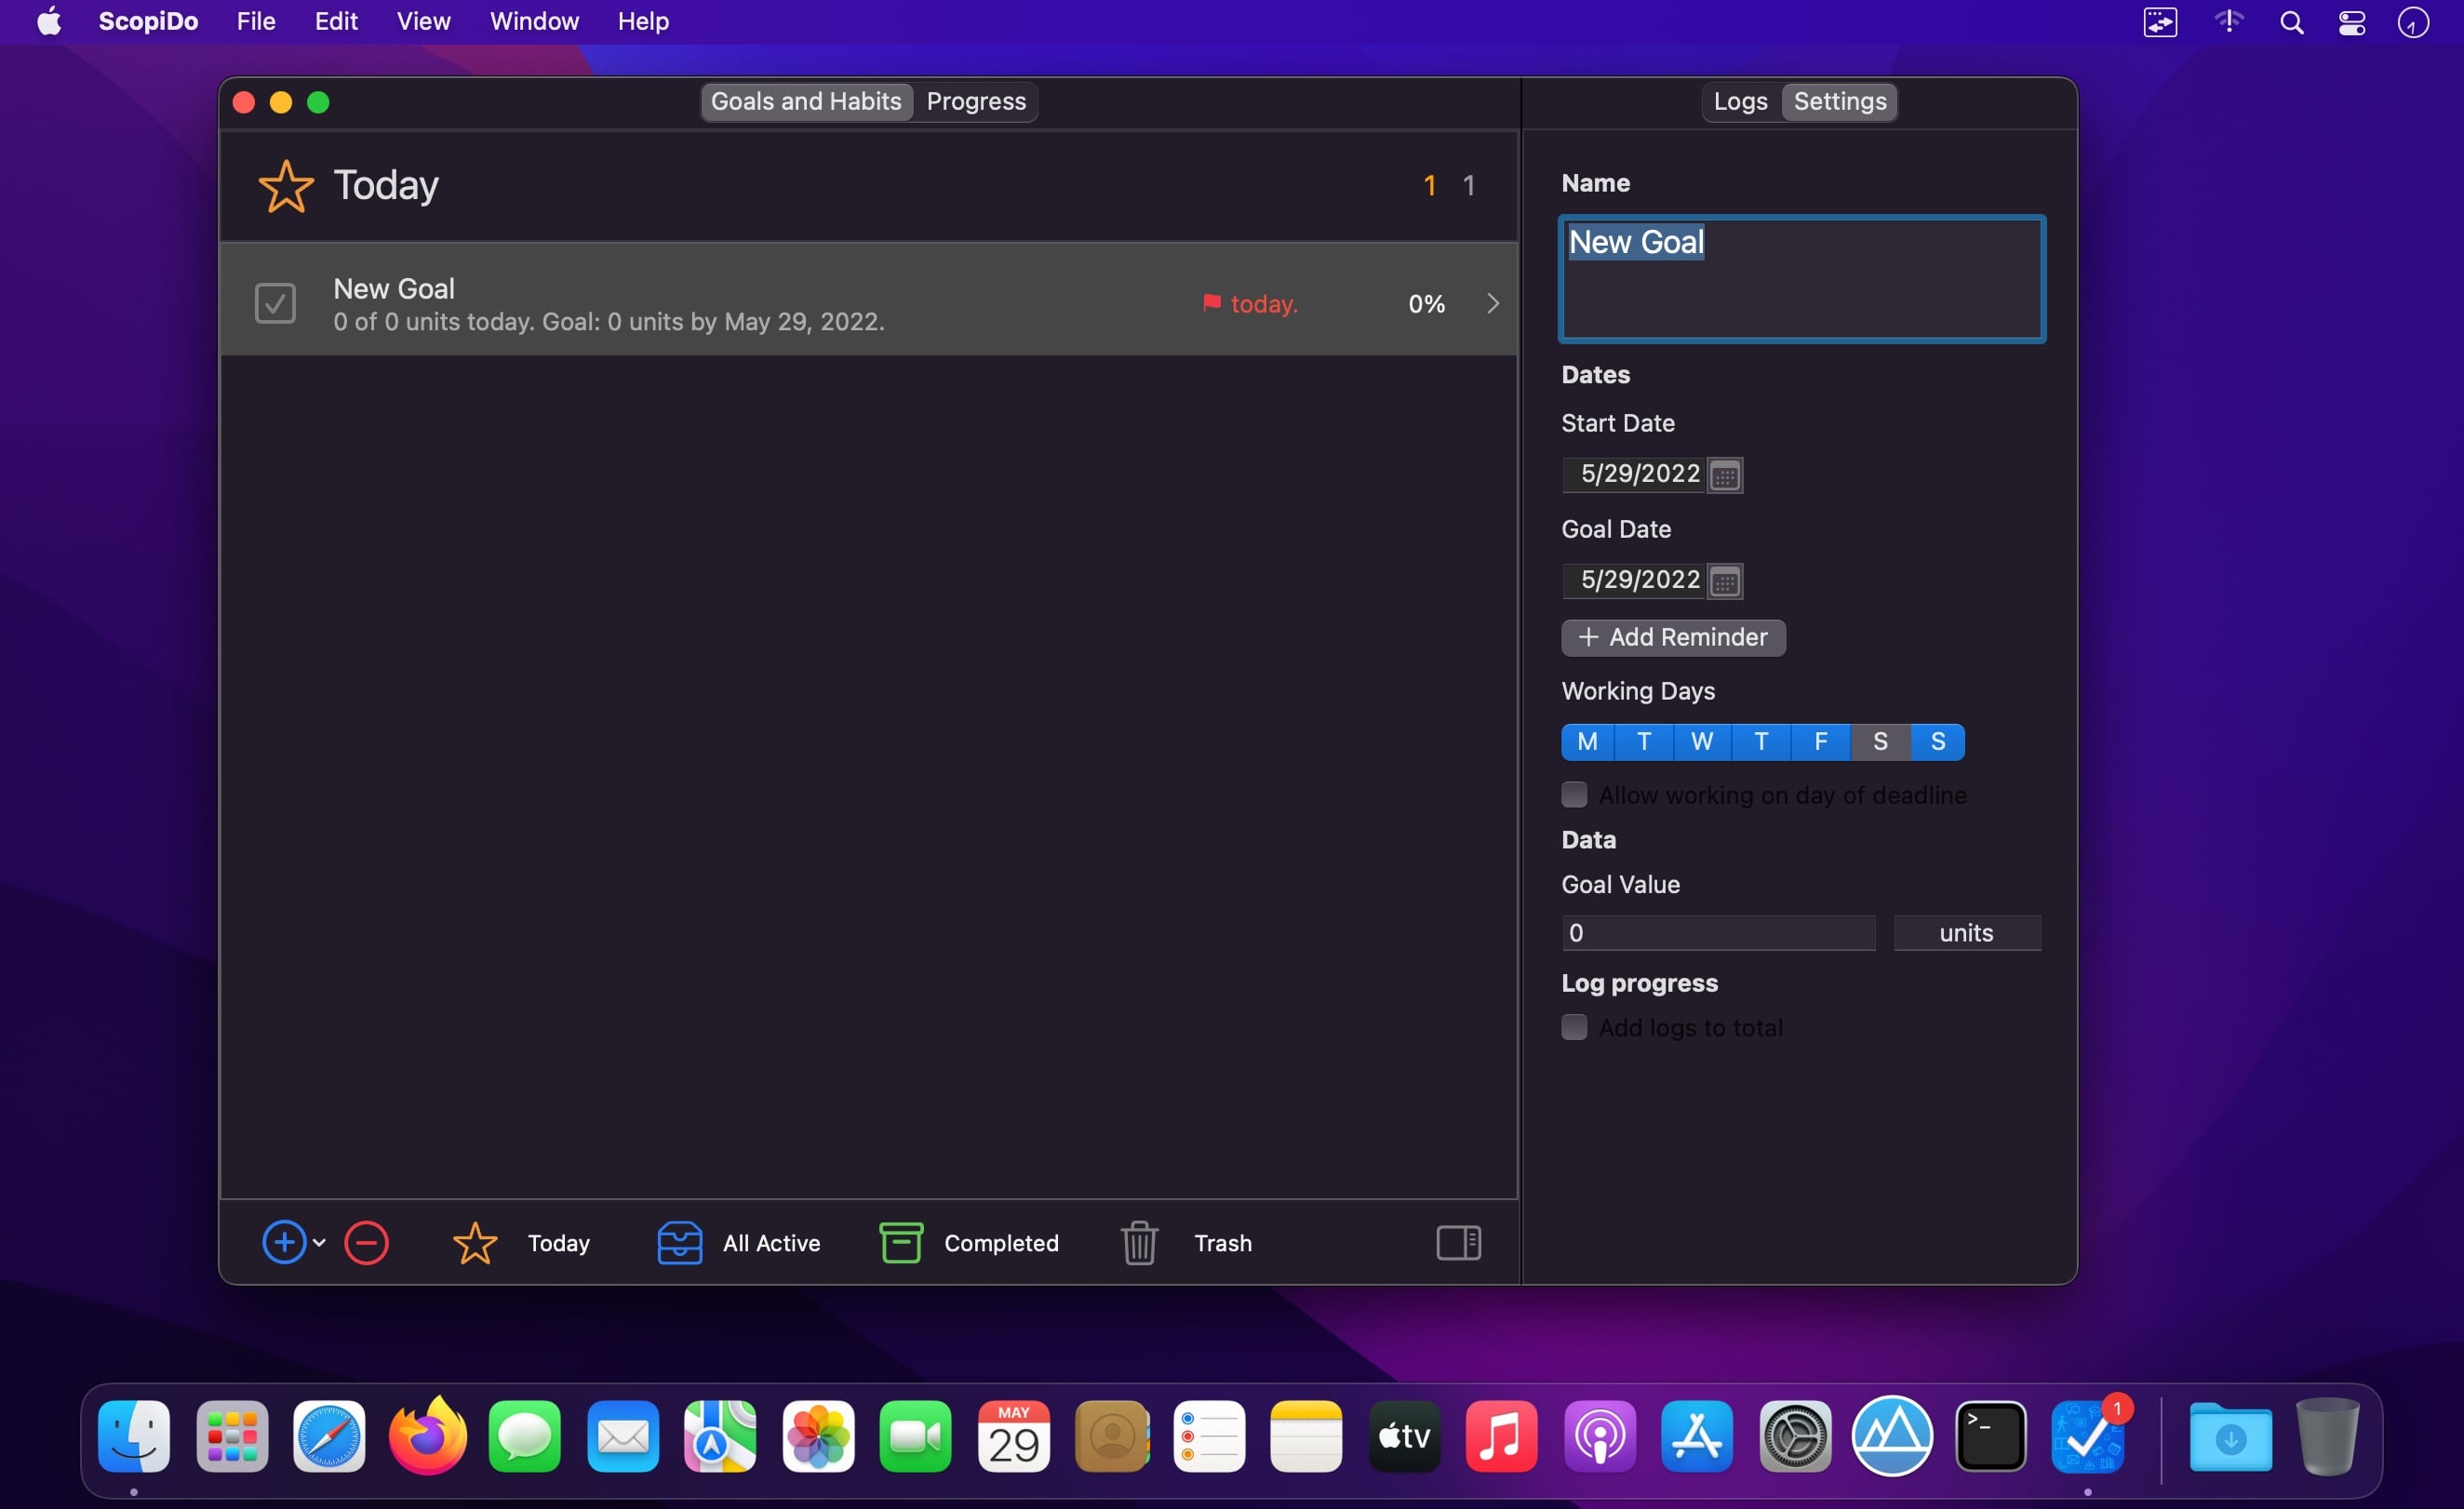 ScopiDo File Edit View Window Help
Goals and Habits Progress
Logs Settings
Today
1 1
New Goal
0 of 0 units today. Goal: 0 units by May 29, 2022.
today.
0%
Name
New Goal
Dates
Start Date
5/29/2022
Goal Date
5/29/2022
+ Add Reminder
Working Days
M T W T F S S
Allow working on day of deadline
Data
Goal Value
0 units
Log progress
Add logs to total
Today All Active Completed Trash
MAY
29
tv
>_
1